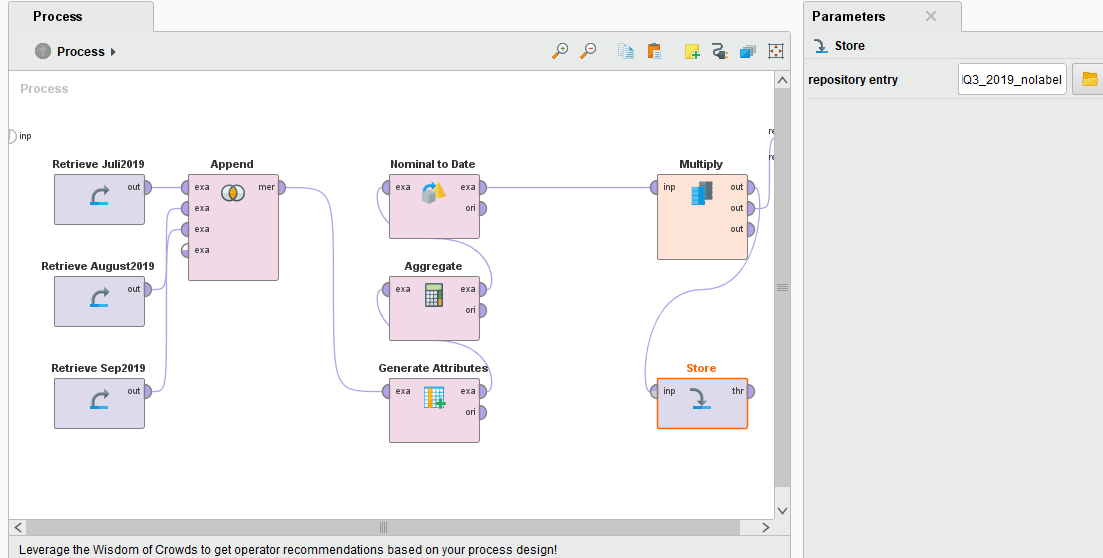 Process
Parameters
Process
Store
Process
repository entry
IQ3_2019_nolabel
inp
Retrieve Juli2019
out
Append
exa
mer
exa
exa
exa
Nominal to Date
exa
exa
ori
Multiply
inp
out
out
out
re
re
Retrieve August2019
out
Aggregate
exa
exa
ori
Retrieve Sep2019
out
Generate Attributes
exa
exa
ori
Store
inp
thr
Leverage the Wisdom of Crowds to get operator recommendations based on your process design!